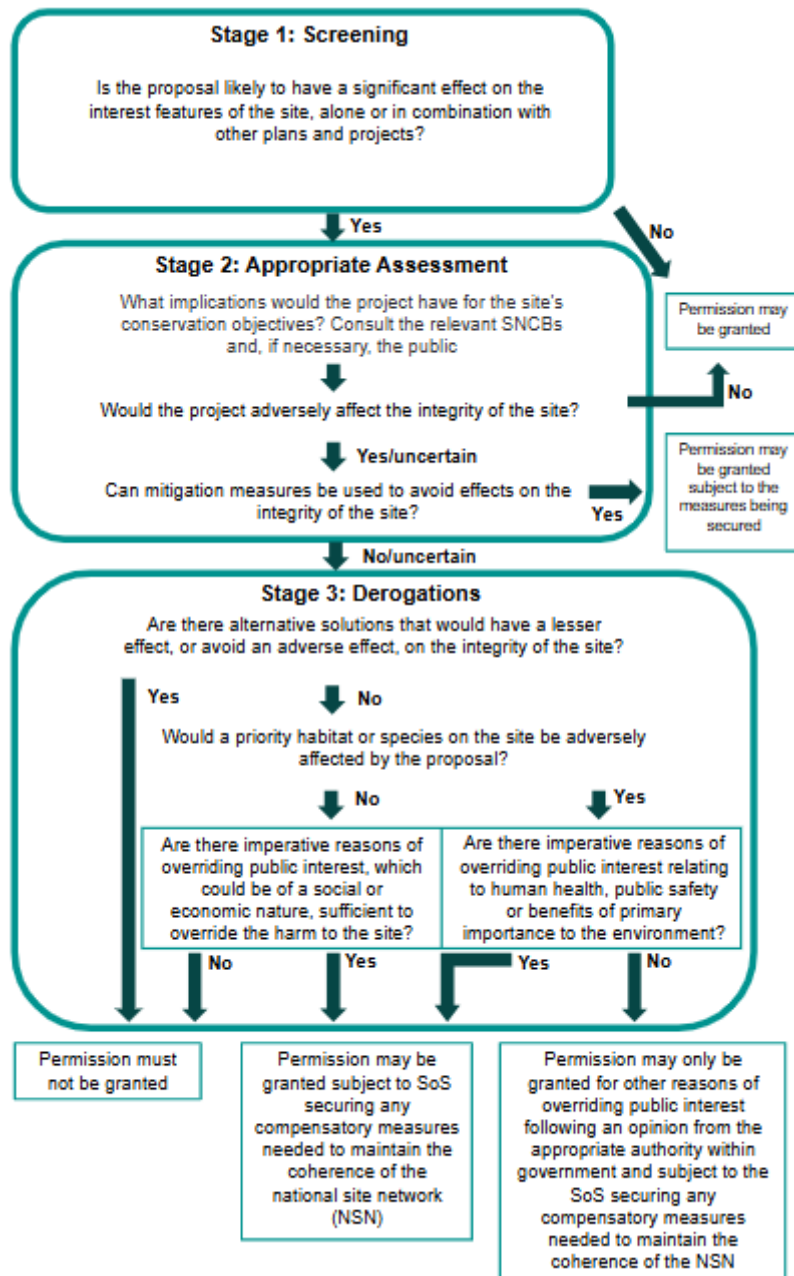 Stage 1: Screening
Is the proposal likely to have a significant effect on the
interest features of the site, alone or in combination with
other plans and projects?
Yes
No
Stage 2: Appropriate Assessment
What implications would the project have for the site's
conservation objectives? Consult the relevant SNCBs
and, if necessary, the public
Permission may
be granted
Would the project adversely affect the integrity of the site?
No
Yes/uncertain
Can mitigation measures be used to avoid effects on the
integrity of the site?
Yes
Permission may
be granted
subject to the
measures being
secured
No/uncertain
Stage 3: Derogations
Are there alternative solutions that would have a lesser
effect, or avoid an adverse effect, on the integrity of the site?
Yes
No
Would a priority habitat or species on the site be adversely
affected by the proposal?
No
Yes
Are there imperative reasons of
overriding public interest, which
could be of a social or
economic nature, sufficient to
override the harm to the site?
Are there imperative reasons of
overriding public interest relating
to human health, public safety
or benefits of primary
importance to the environment?
No
Yes
Yes
No
Permission must
not be granted
Permission may be
granted subject to SoS
securing any
compensatory measures
needed to maintain the
coherence of the
national site network
(NSN)
Permission may only be
granted for other reasons of
overriding public interest
following an opinion from the
appropriate authority within
government and subject to the
SoS securing any
compensatory measures
needed to maintain the
coherence of the NSN